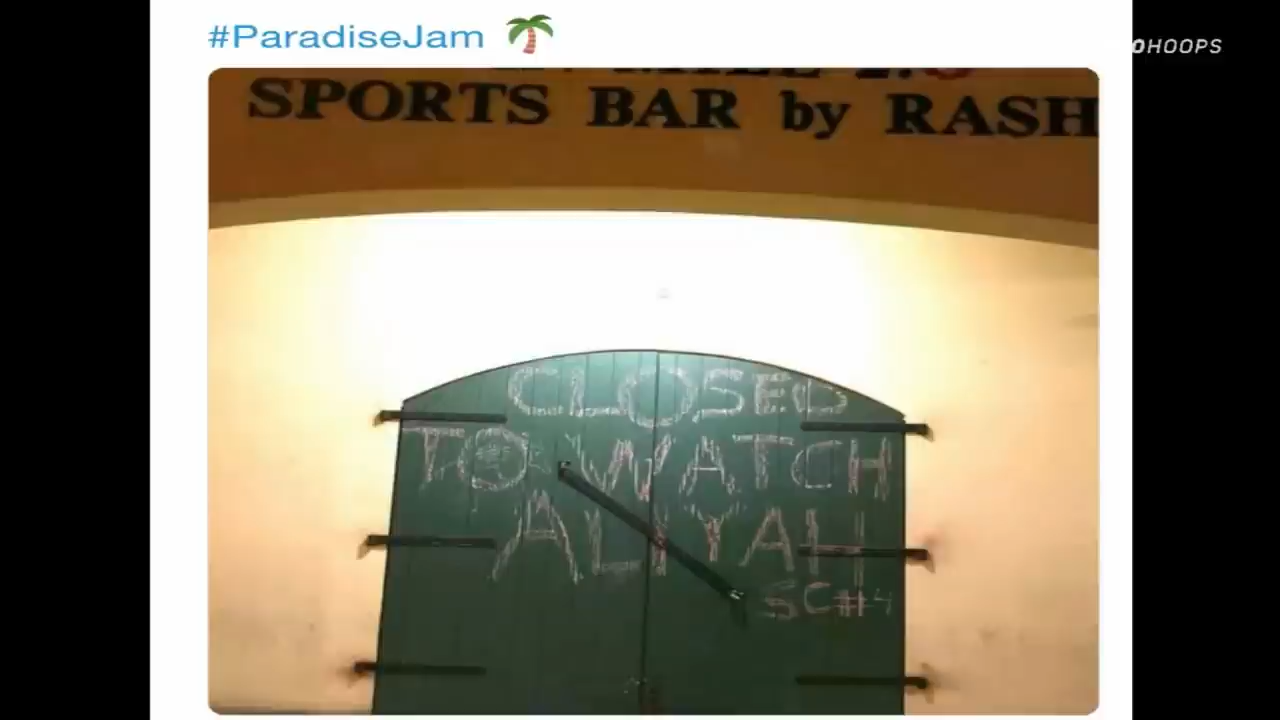 #ParadiseJam
HOOPS
SPORTS BAR by RASH
CLOSED
TO WATCH
ALIYAH
SC#4